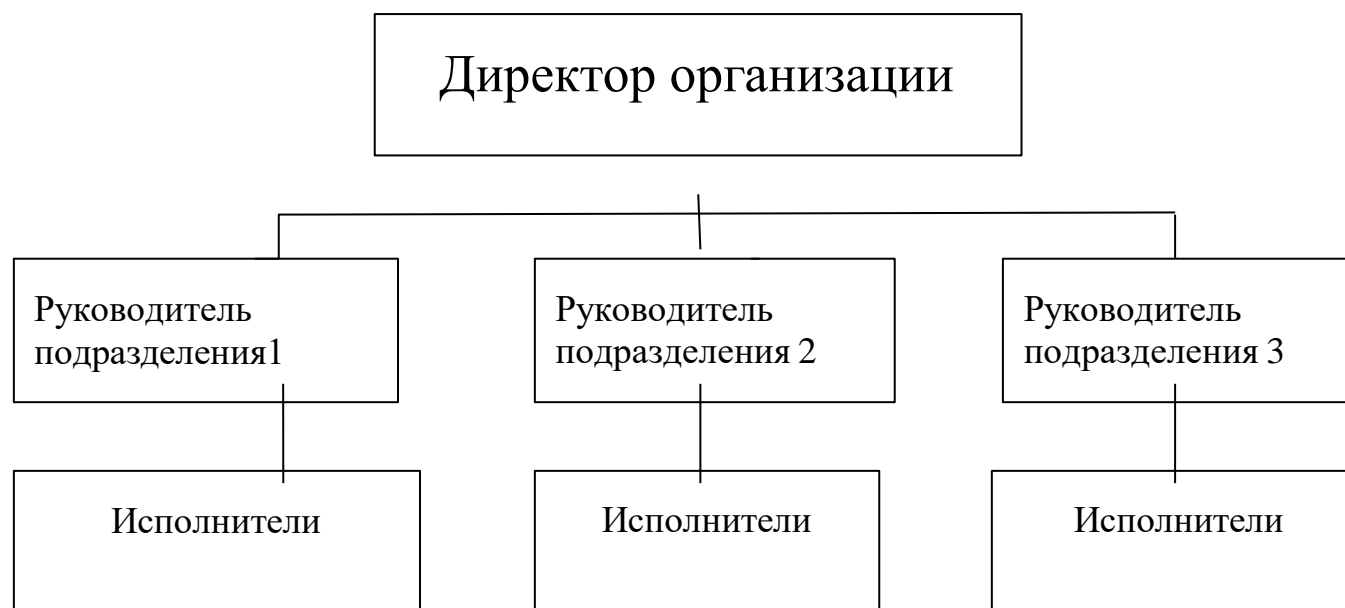 Директор организации
Руководитель
подразделения1
Руководитель
подразделения 2
Руководитель
подразделения 3
Исполнители
Исполнители
Исполнители